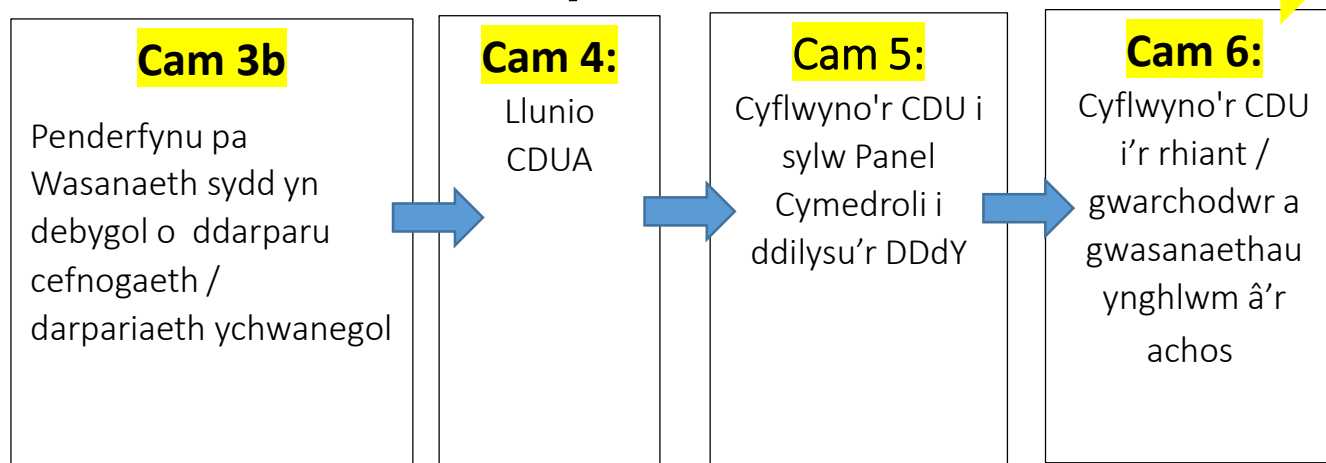 Cam 3b
Penderfynu pa
Wasanaeth sydd yn
debygol o ddarparu
cefnogaeth /
darpariaeth ychwanegol
Cam 4:
Llunio
CDUA
Cam 5:
Cyflwyno'r CDU i
sylw Panel
Cymedroli i
ddilysu’r DDdY
Cam 6:
Cyflwyno'r CDU
i’r rhiant /
gwarchodwr a
gwasanaethau
ynghlwm â’r
achos